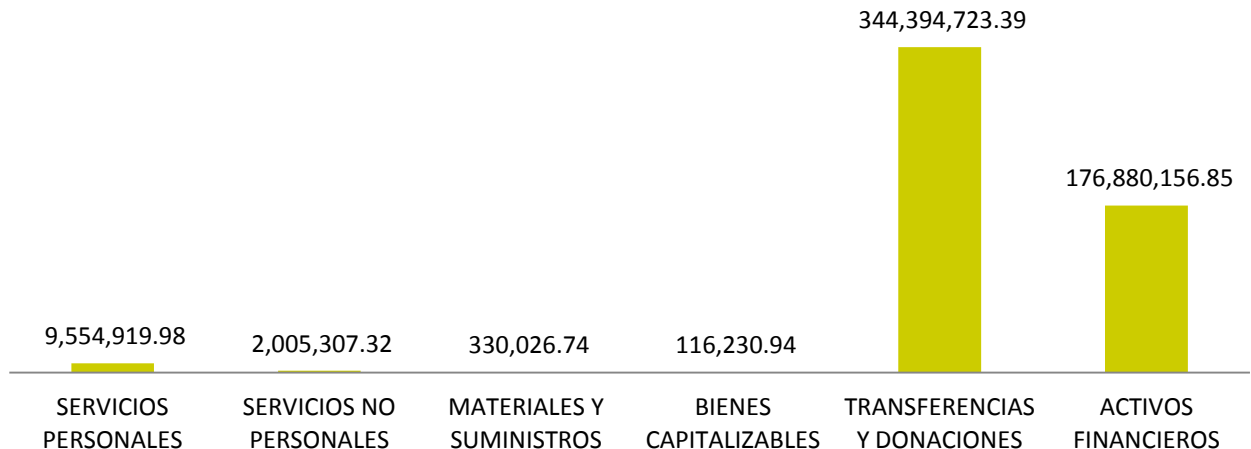 344,394,723.39
176,880,156.85
9,554,919.98
2,005,307.32
330,026.74
116,230.94
SERVICIOS PERSONALES
SERVICIOS NO PERSONALES
MATERIALES Y SUMINISTROS
BIENES CAPITALIZABLES
TRANSFERENCIAS Y DONACIONES
ACTIVOS FINANCIEROS